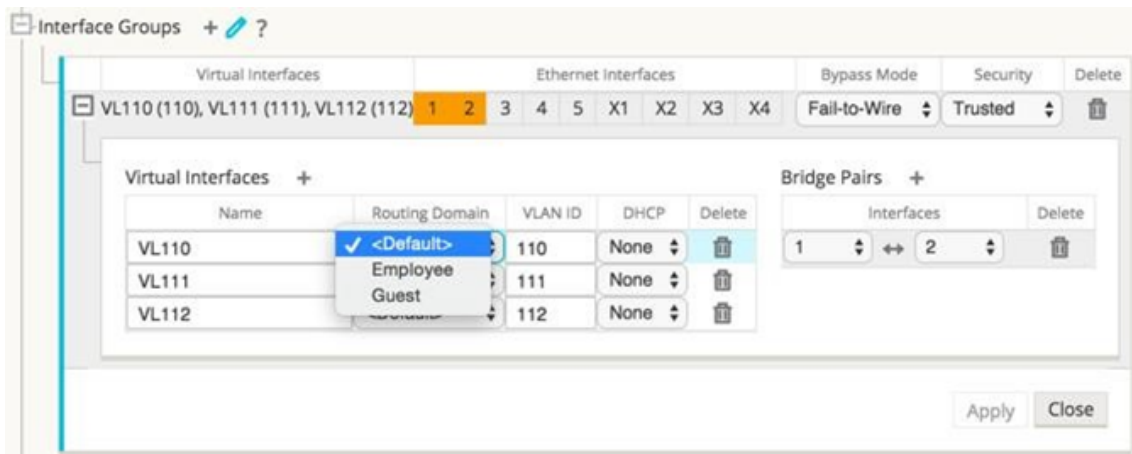 Interface Groups + ?
Virtual Interfaces Ethernet Interfaces Bypass Mode Security Delete
VL110 (110), VL111 (111), VL112 (112) 1 2 3 4 5 X1 X2 X3 X4 Fail-to-Wire Trusted
Virtual Interfaces + Bridge Pairs +
Name Routing Domain VLAN ID DHCP Delete Interfaces Delete
VL110 ✓ <Default> 110 None 1 ↔ 2
Employee
VL111 111 None
Guest
VL112 <Default> 112 None
Apply Close